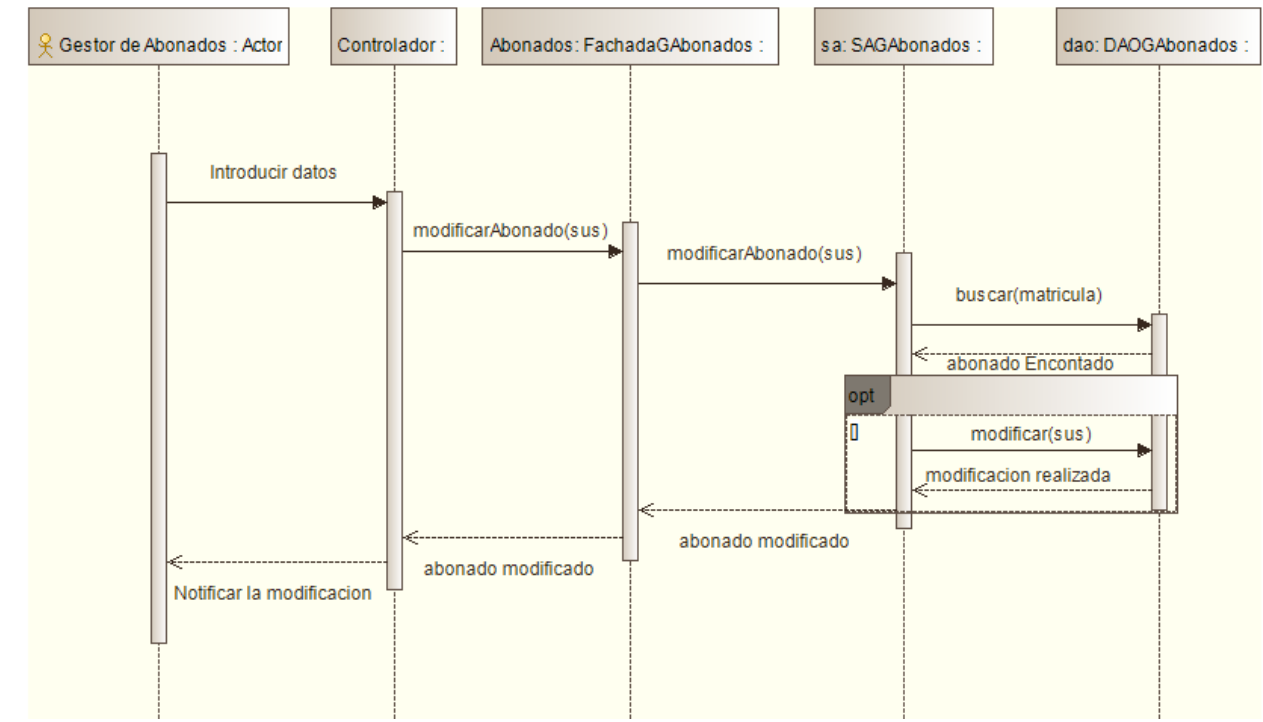 Gestor de Abonados : Actor
Controlador :
Abonados: FachadaGAbonados :
sa: SAGAbonados :
dao: DAOGAbonados :
Introducir datos
modificarAbonado(sus)
modificarAbonado(sus)
buscar(matricula)
abonado Encontado
opt
[]
modificar(sus)
modificacion realizada
abonado modificado
abonado modificado
Notificar la modificacion